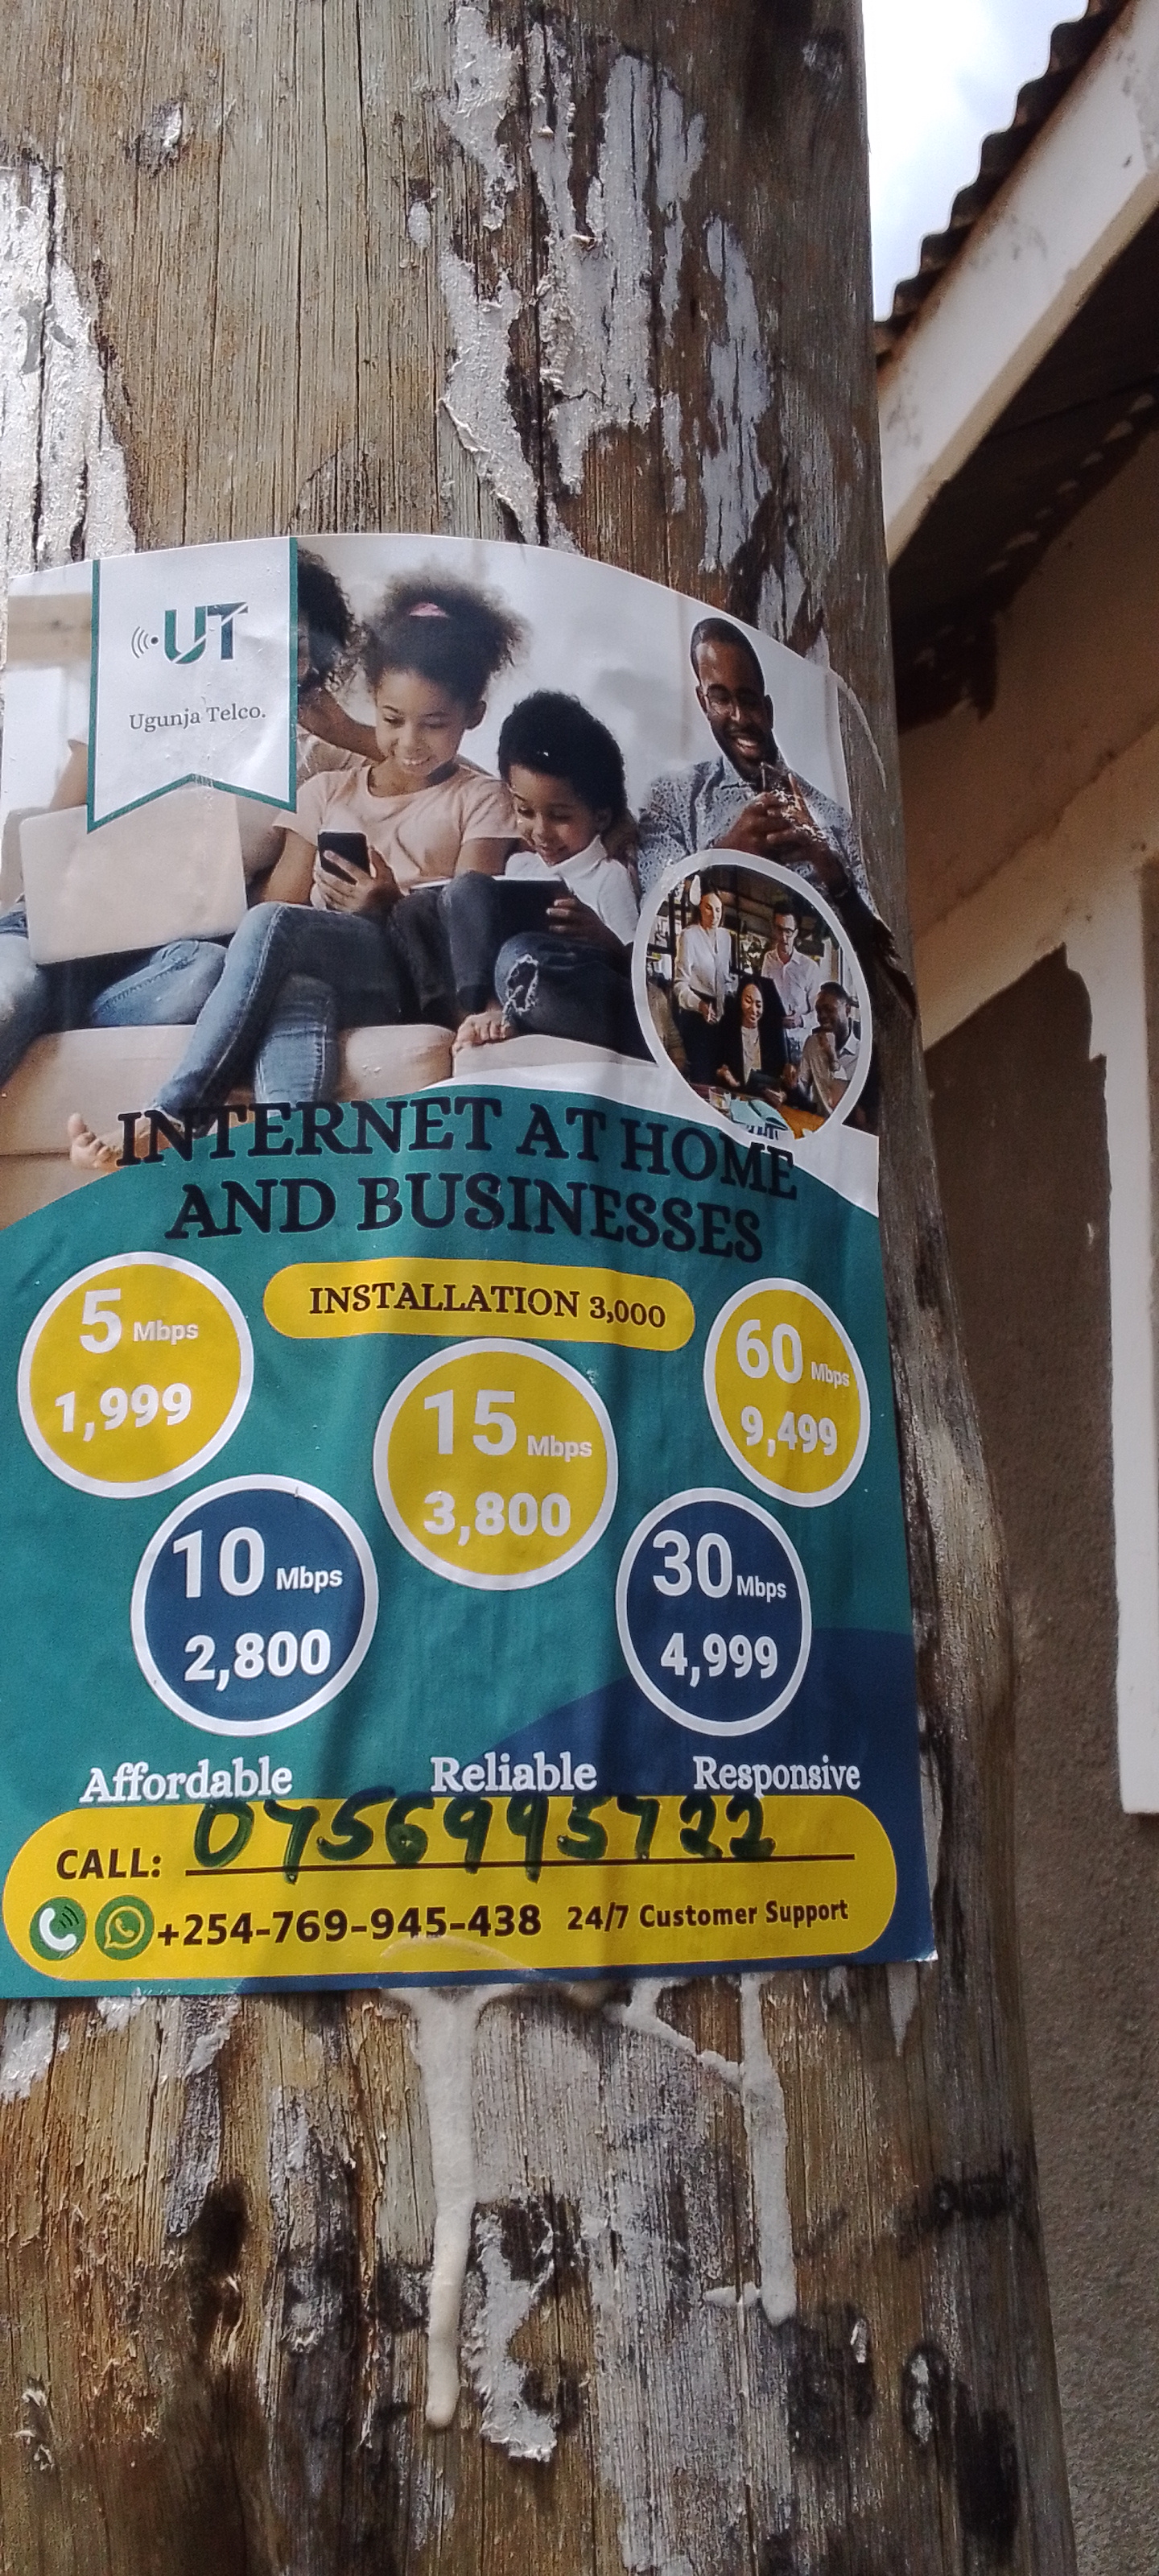 UT
Ugunja Telco.
INTERNET AT HOME
AND BUSINESSES
INSTALLATION 3,000
5 Mbps
1,999
10 Mbps
2,800
15 Mbps
3,800
30 Mbps
4,999
60 Mbps
9,499
Affordable Reliable Responsive
CALL: 0756995722
+254-769-945-438 24/7 Customer Support